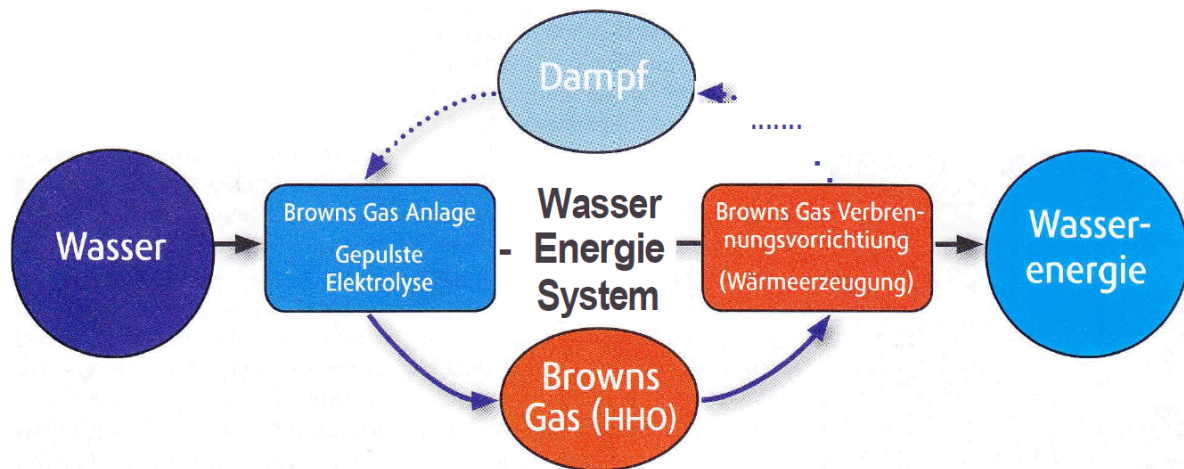 Dampf
Wasser
Browns Gas Anlage
Gepulste
Elektrolyse
- Wasser
Energie
System
Browns Gas Verbren-
nungsvorrichtiung
(Wärmeerzeugung)
Wasser-
energie
Browns
Gas (HHO)